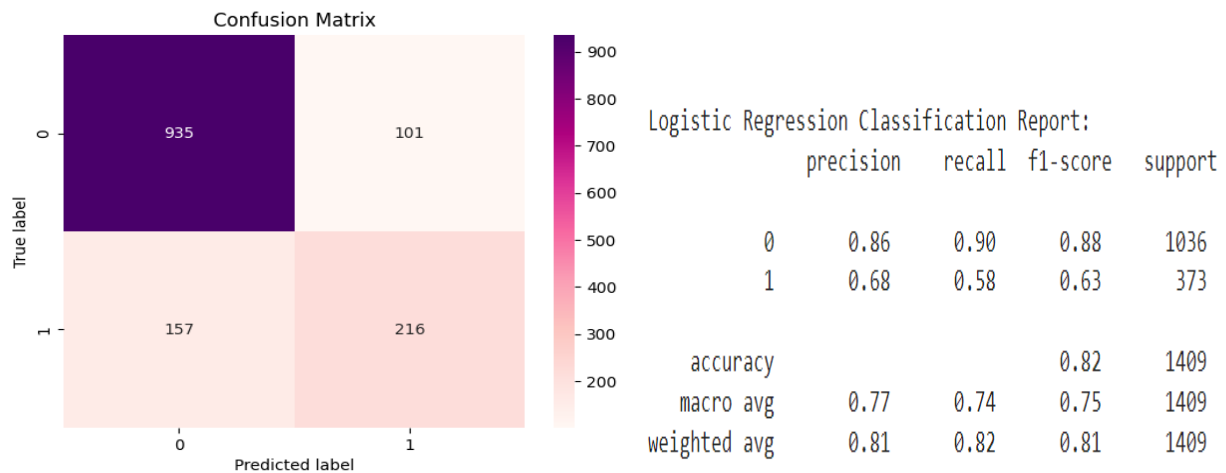 Confusion Matrix
900
800
700
600
500
400
300
200
0
935
101
1
157
216
True label
0
1
Predicted label
Logistic Regression Classification Report:
precision recall f1-score support
0 0.86 0.90 0.88 1036
1 0.68 0.58 0.63 373
accuracy 0.82 1409
macro avg 0.77 0.74 0.75 1409
weighted avg 0.81 0.82 0.81 1409